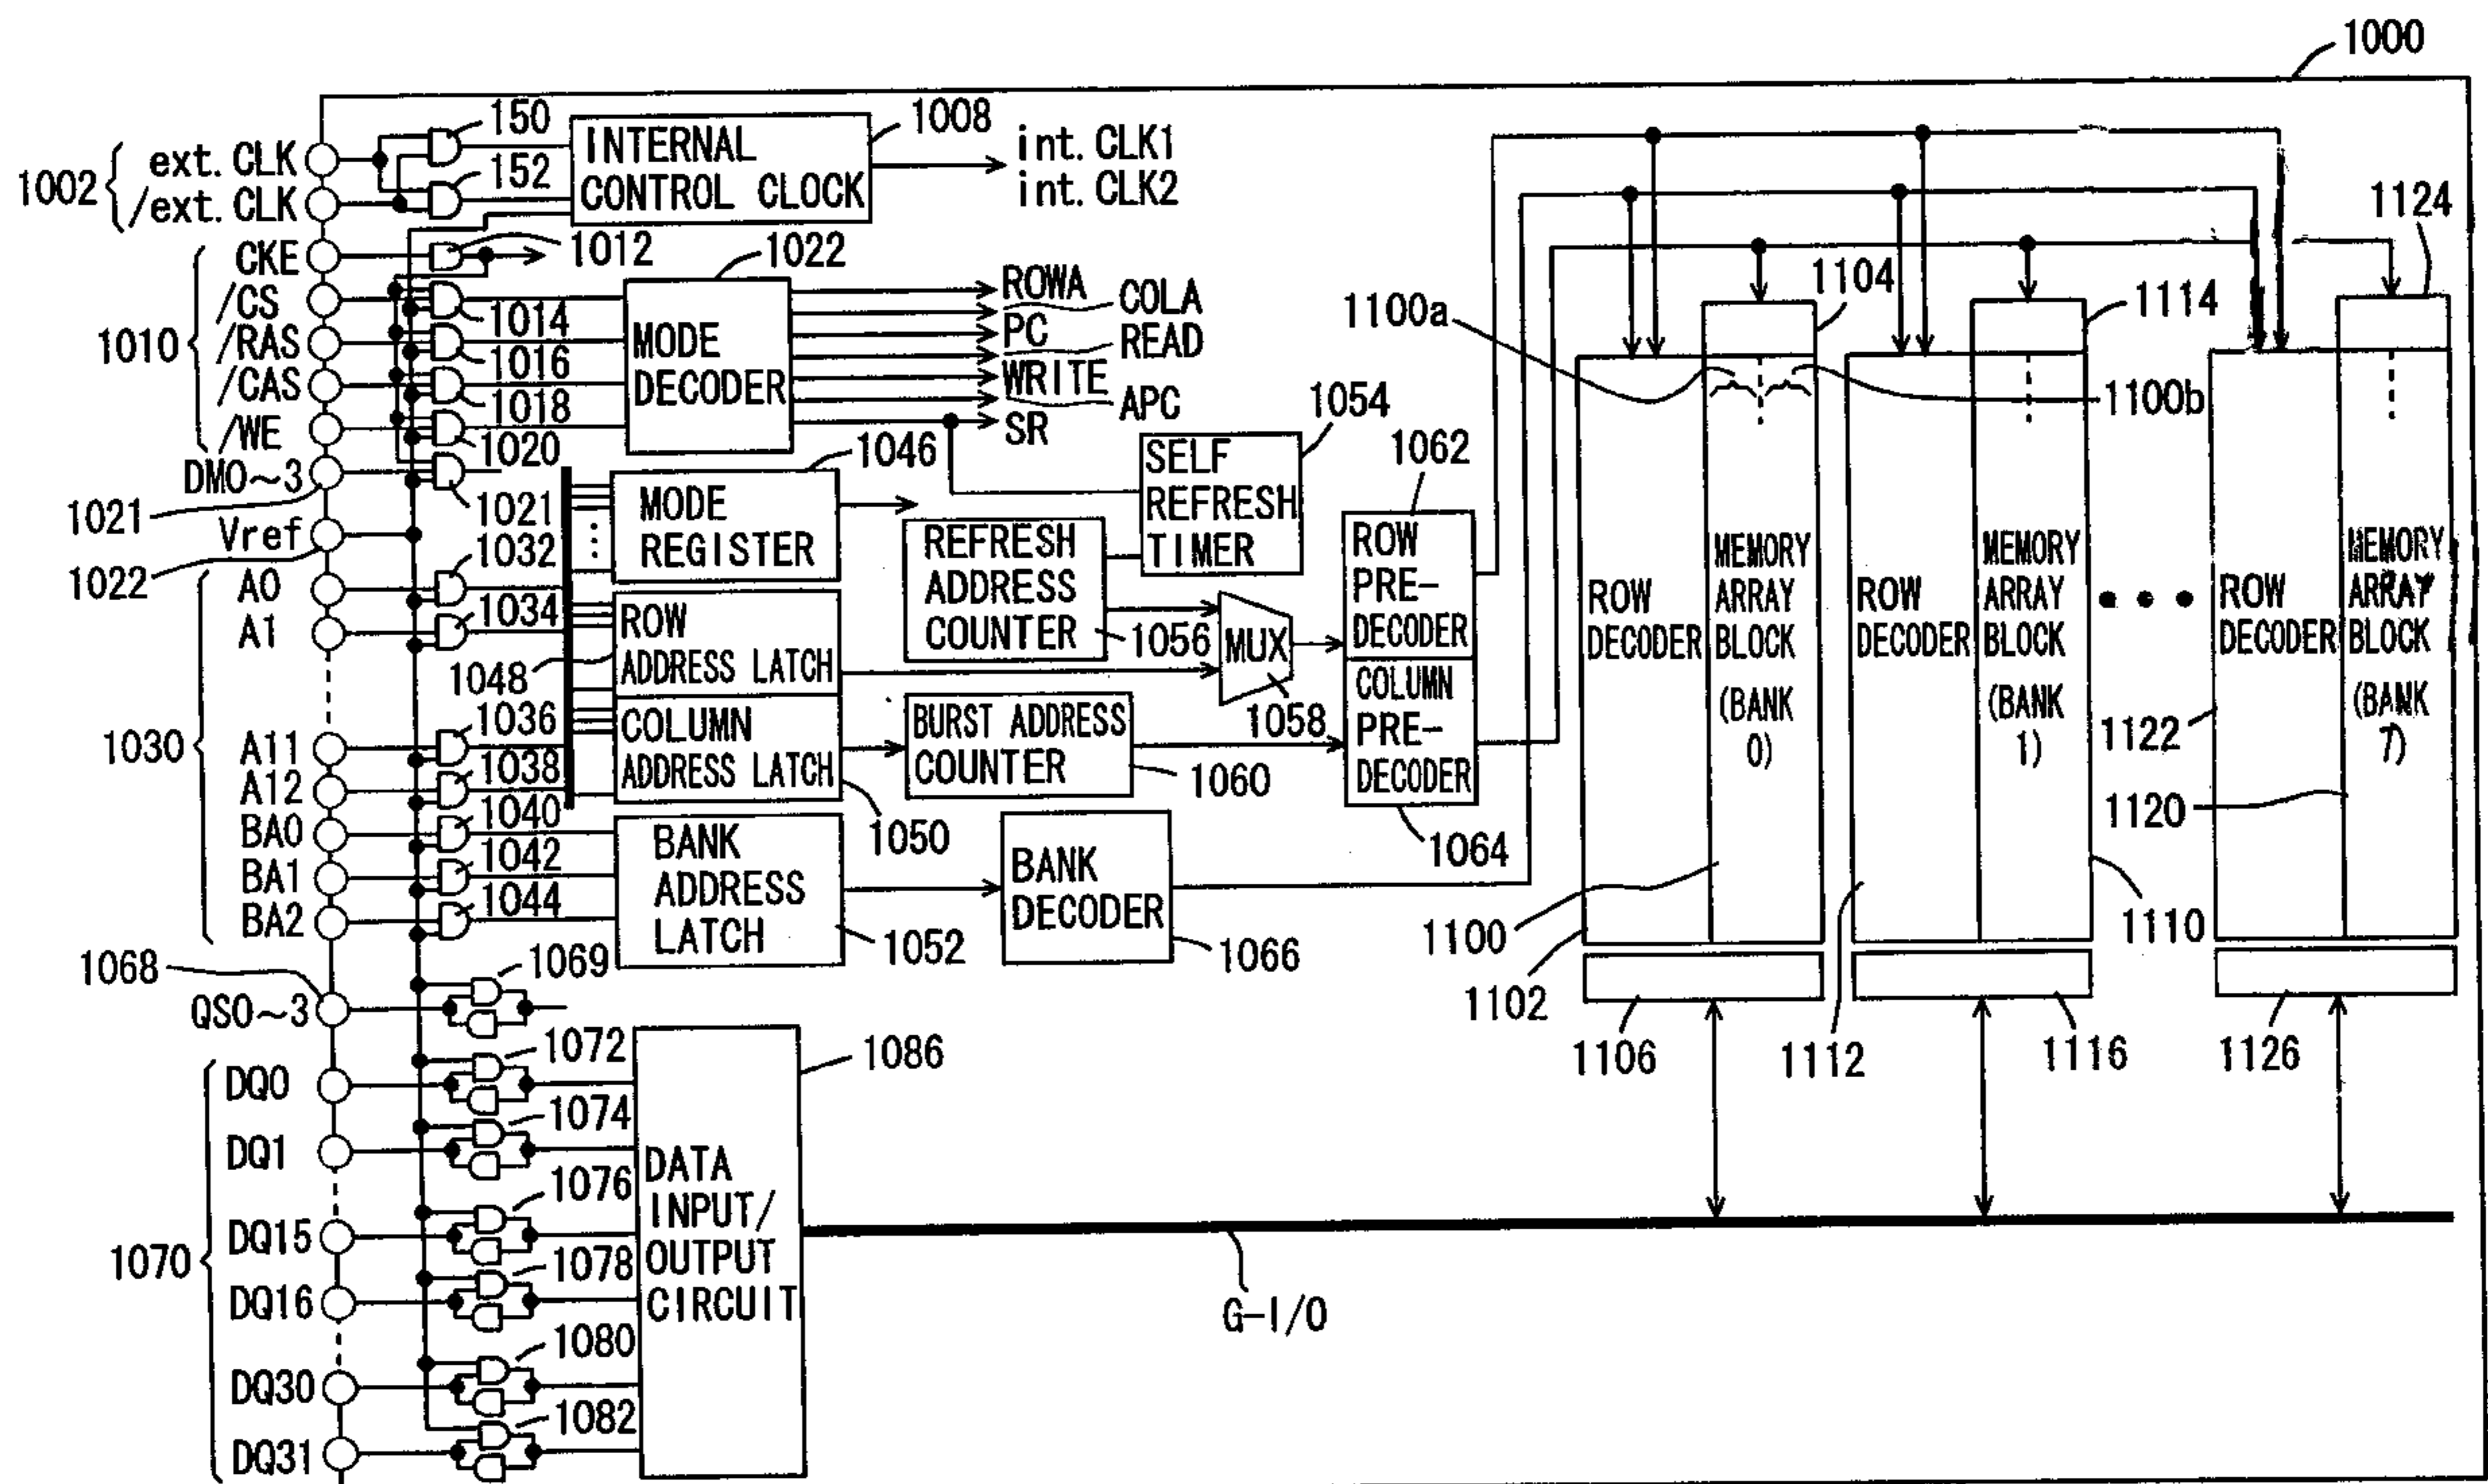 1000
1002
ext. CLK
/ext. CLK
150
152
INTERNAL
CONTROL CLOCK
1008
int. CLK1
int. CLK2
1010
CKE
/CS
/RAS
/CAS
/WE
1012
1014
1016
1018
1020
1022
MODE
DECODER
ROWA
COLA
PC
READ
WRITE
APC
SR
DM0~3
1021
1021
Vref
1022
1046
MODE
REGISTER
1054
SELF
REFRESH
TIMER
REFRESH
ADDRESS
COUNTER
1056
1030
A0
A1
A11
A12
BA0
BA1
BA2
1032
1034
1036
1038
1040
1042
1044
ROW
ADDRESS LATCH
1048
COLUMN
ADDRESS LATCH
1050
MUX
1058
BURST ADDRESS
COUNTER
1060
1062
ROW
PRE-
DECODER
COLUMN
PRE-
DECODER
1064
BANK
ADDRESS
LATCH
1052
BANK
DECODER
1066
1068
QS0~3
1069
1070
DQ0
DQ1
DQ15
DQ16
DQ30
DQ31
1072
1074
1076
1078
1080
1082
1086
DATA
INPUT/
OUTPUT
CIRCUIT
G-I/O
1100a
1104
1100b
1114
1124
ROW
DECODER
MEMORY
ARRAY
BLOCK
(BANK
0)
ROW
DECODER
MEMORY
ARRAY
BLOCK
(BANK
1)
ROW
DECODER
MEMORY
ARRAY
BLOCK
(BANK
7)
1122
1120
1100
1102
1110
1106
1112
1116
1126